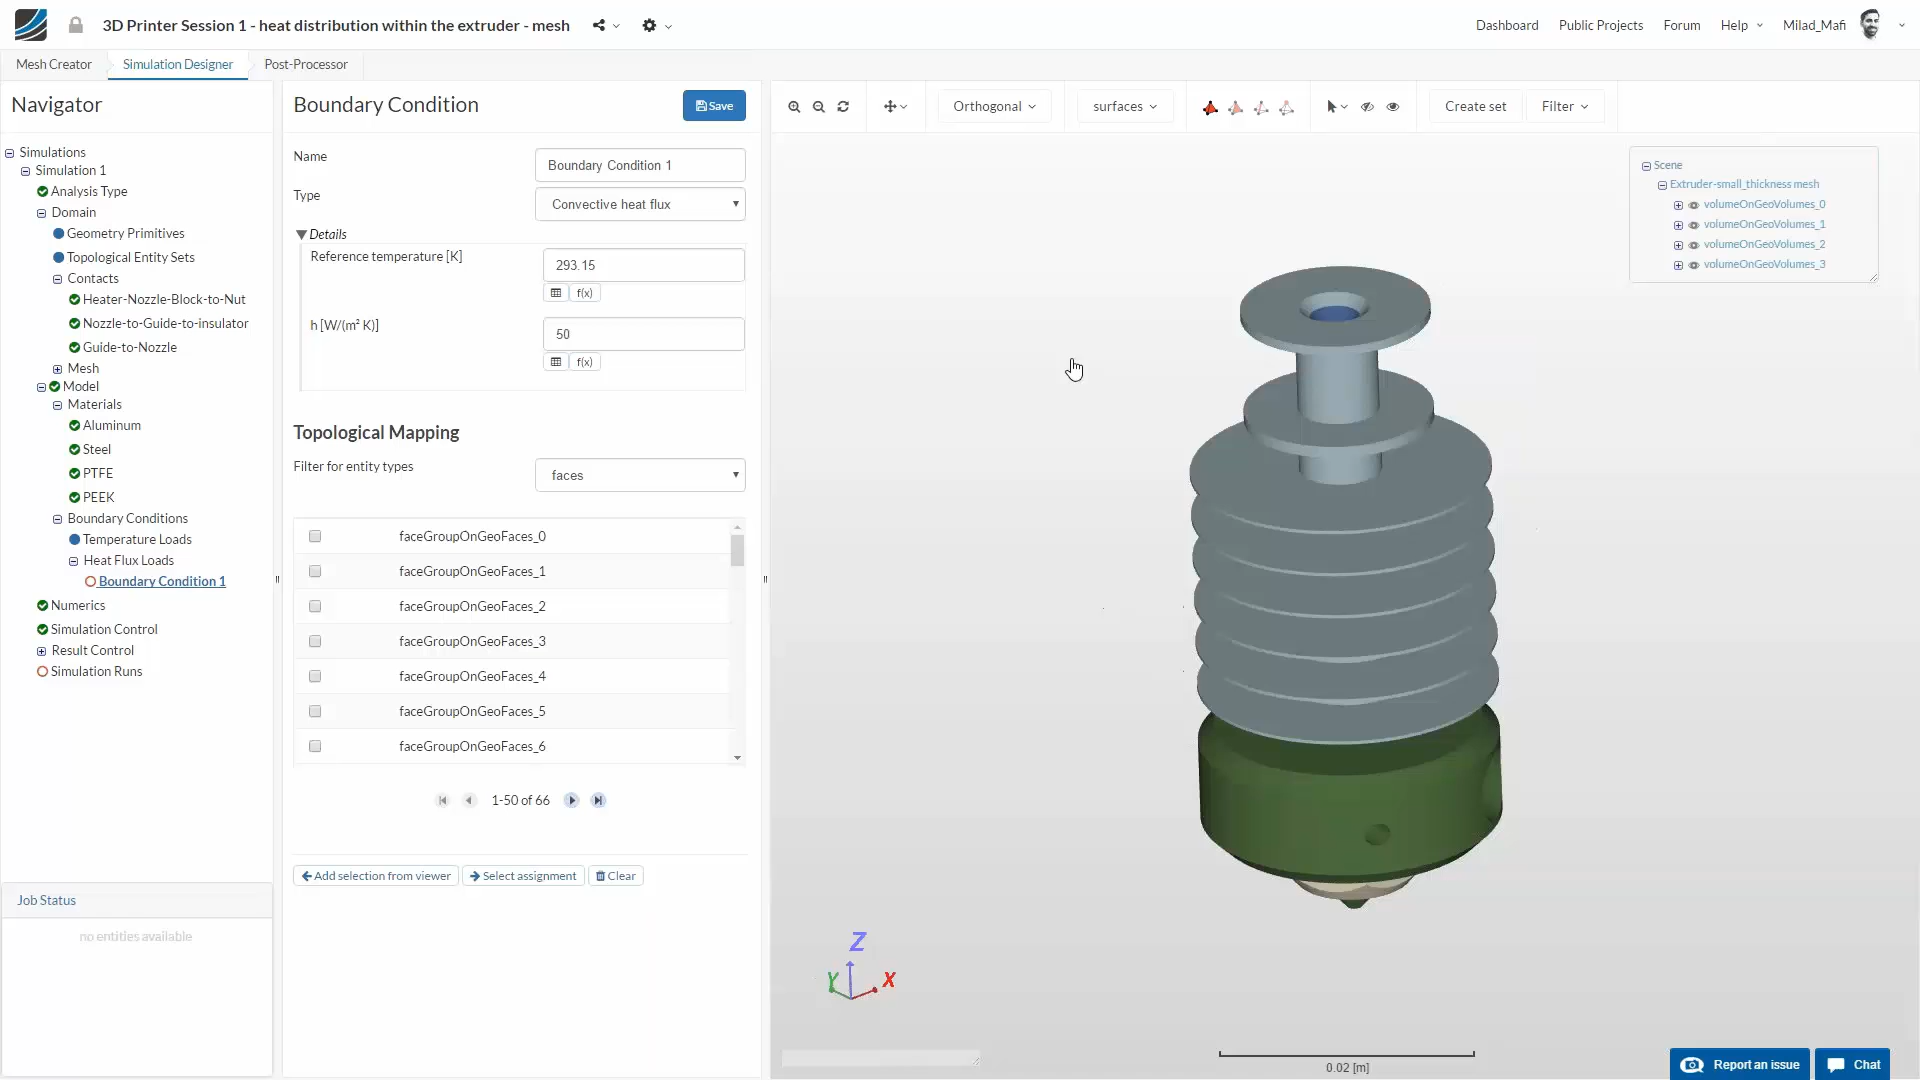 3D Printer Session 1 - heat distribution within the extruder - mesh
Dashboard
Public Projects
Forum
Help
Milad_Mafi
Mesh Creator
Simulation Designer
Post-Processor
Navigator
Simulations
Simulation 1
Analysis Type
Domain
Geometry Primitives
Topological Entity Sets
Contacts
Heater-Nozzle-Block-to-Nut
Nozzle-to-Guide-to-insulator
Guide-to-Nozzle
Mesh
Model
Materials
Aluminum
Steel
PTFE
PEEK
Boundary Conditions
Temperature Loads
Heat Flux Loads
Boundary Condition 1
Numerics
Simulation Control
Result Control
Simulation Runs
Job Status
no entities available
Boundary Condition
Save
Name
Boundary Condition 1
Type
Convective heat flux
Details
Reference temperature [K]
293.15
f(x)
h [W/(m² K)]
50
f(x)
Topological Mapping
Filter for entity types
faces
faceGroupOnGeoFaces_0
faceGroupOnGeoFaces_1
faceGroupOnGeoFaces_2
faceGroupOnGeoFaces_3
faceGroupOnGeoFaces_4
faceGroupOnGeoFaces_5
faceGroupOnGeoFaces_6
1-50 of 66
Add selection from viewer
Select assignment
Clear
Orthogonal
surfaces
Create set
Filter
Scene
Extruder-small_thickness mesh
volumeOnGeoVolumes_0
volumeOnGeoVolumes_1
volumeOnGeoVolumes_2
volumeOnGeoVolumes_3
Z
Y
X
0.02 [m]
Report an issue
Chat